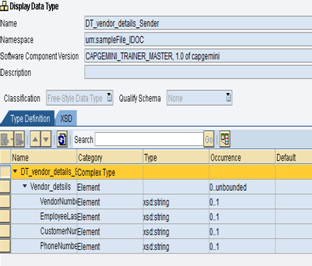 Display Data Type
Name DT_vendor_details_Sender
Namespace urn:sampleFile_IDOC
Software Component Version CAPGEMINI_TRAINER_MASTER, 1.0 of capgemini
Description
Classification Free-Style Data Type Qualify Schema None
Type Definition XSD
Search Go
Name Category Type Occurrence Default
DT_vendor_details_S Complex Type
Vendor_details Element 0..unbounded
VendorNumbe Element xsd:string 0..1
EmployeeLas Element xsd:string 0..1
CustomerNur Element xsd:string 0..1
PhoneNumbe Element xsd:string 0..1